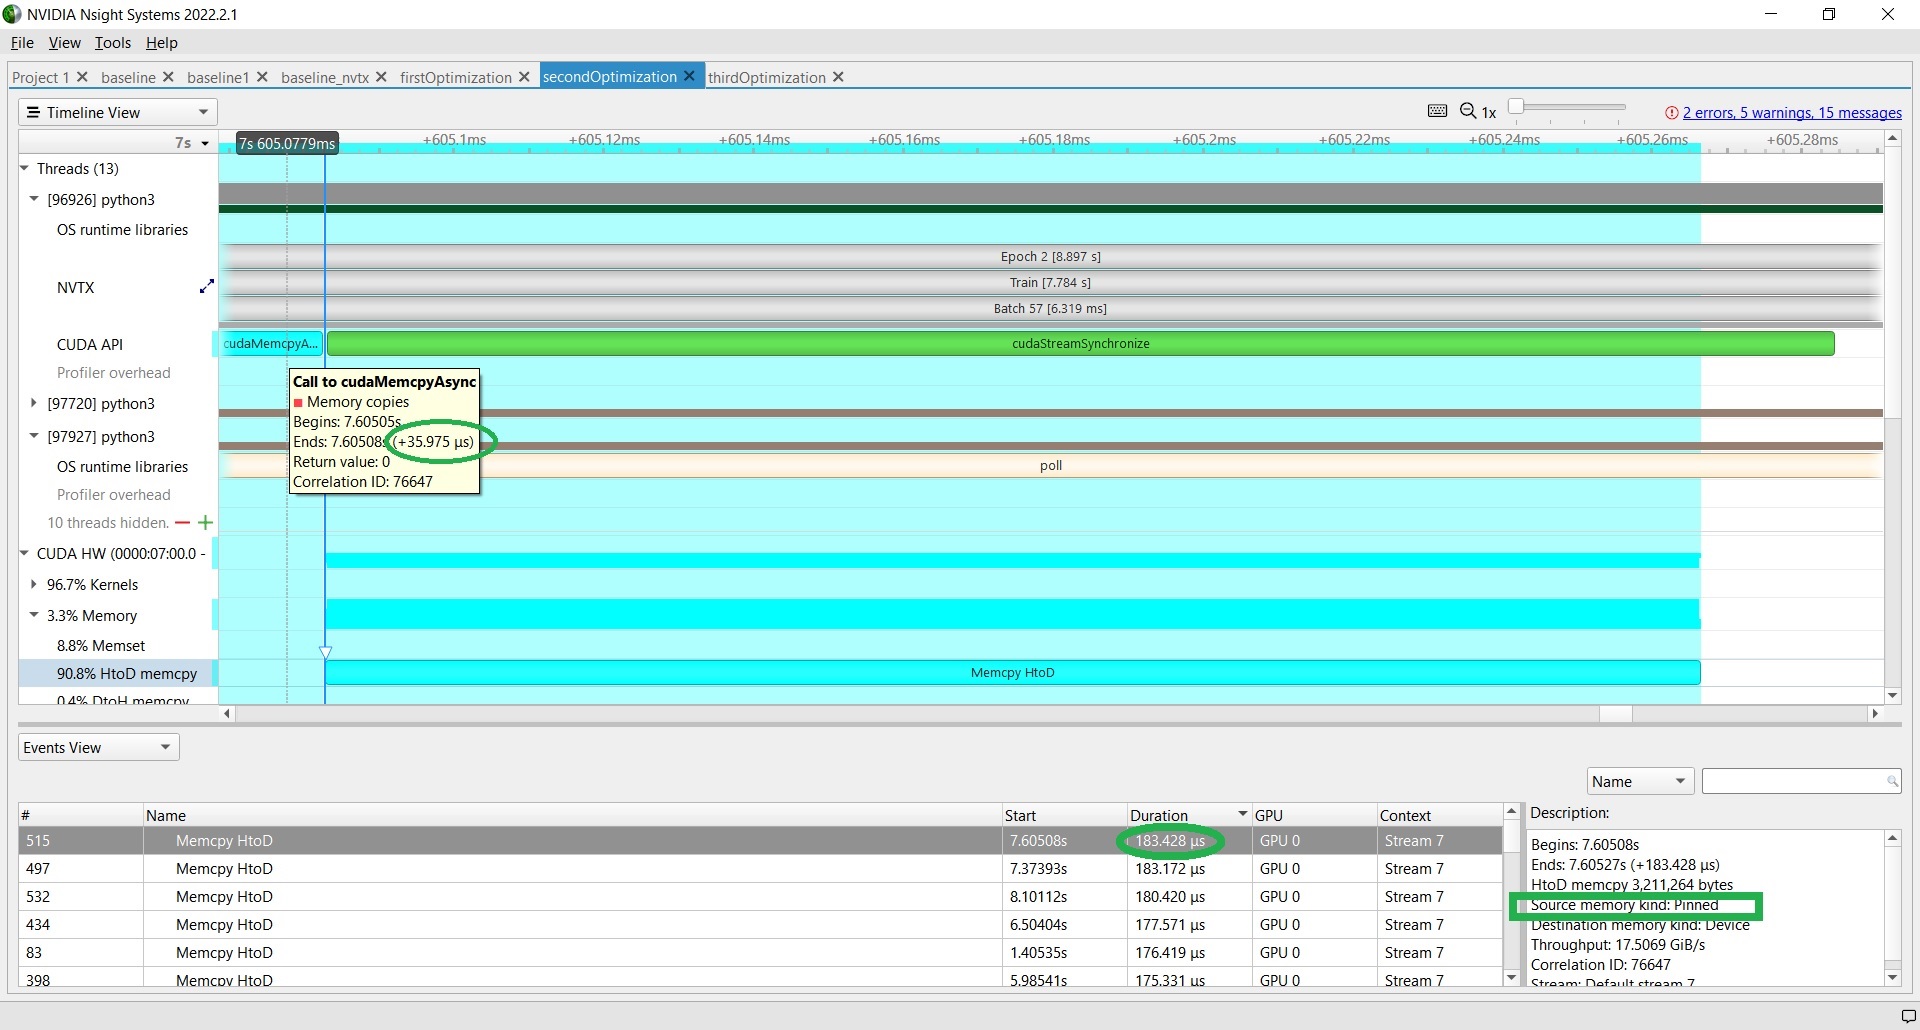 NVIDIA Nsight Systems 2022.2.1
File View Tools Help
Project 1 baseline baseline1 baseline_nvtx firstOptimization secondOptimization thirdOptimization
Timeline View
1x
2 errors, 5 warnings, 15 messages
7s
7s 605.0779ms
+605.1ms +605.12ms +605.14ms +605.16ms +605.18ms +605.2ms +605.22ms +605.24ms +605.26ms +605.28ms
Threads (13)
[96926] python3
OS runtime libraries
Epoch 2 [8.897 s]
NVTX
Train [7.784 s]
Batch 57 [6.319 ms]
CUDA API
cudaMemcpyA...
cudaStreamSynchronize
Profiler overhead
Call to cudaMemcpyAsync
Memory copies
Begins: 7.60505s
Ends: 7.60508s (+35.975 µs)
Return value: 0
Correlation ID: 76647
[97720] python3
[97927] python3
OS runtime libraries
poll
Profiler overhead
10 threads hidden.
CUDA HW (0000:07:00.0 -
96.7% Kernels
3.3% Memory
8.8% Memset
90.8% HtoD memcpy
Memcpy HtoD
0.4% DtoH memcpy
Events View
Name
# Name Start Duration GPU Context
515 Memcpy HtoD 7.60508s 183.428 µs GPU 0 Stream 7
497 Memcpy HtoD 7.37393s 183.172 µs GPU 0 Stream 7
532 Memcpy HtoD 8.10112s 180.420 µs GPU 0 Stream 7
434 Memcpy HtoD 6.50404s 177.571 µs GPU 0 Stream 7
83 Memcpy HtoD 1.40535s 176.419 µs GPU 0 Stream 7
398 Memcpy HtoD 5.98541s 175.331 µs GPU 0 Stream 7
Description:
Begins: 7.60508s
Ends: 7.60527s (+183.428 µs)
HtoD memcpy 3,211,264 bytes
Source memory kind: Pinned
Destination memory kind: Device
Throughput: 17.5069 GiB/s
Correlation ID: 76647
Stream: Default stream 7